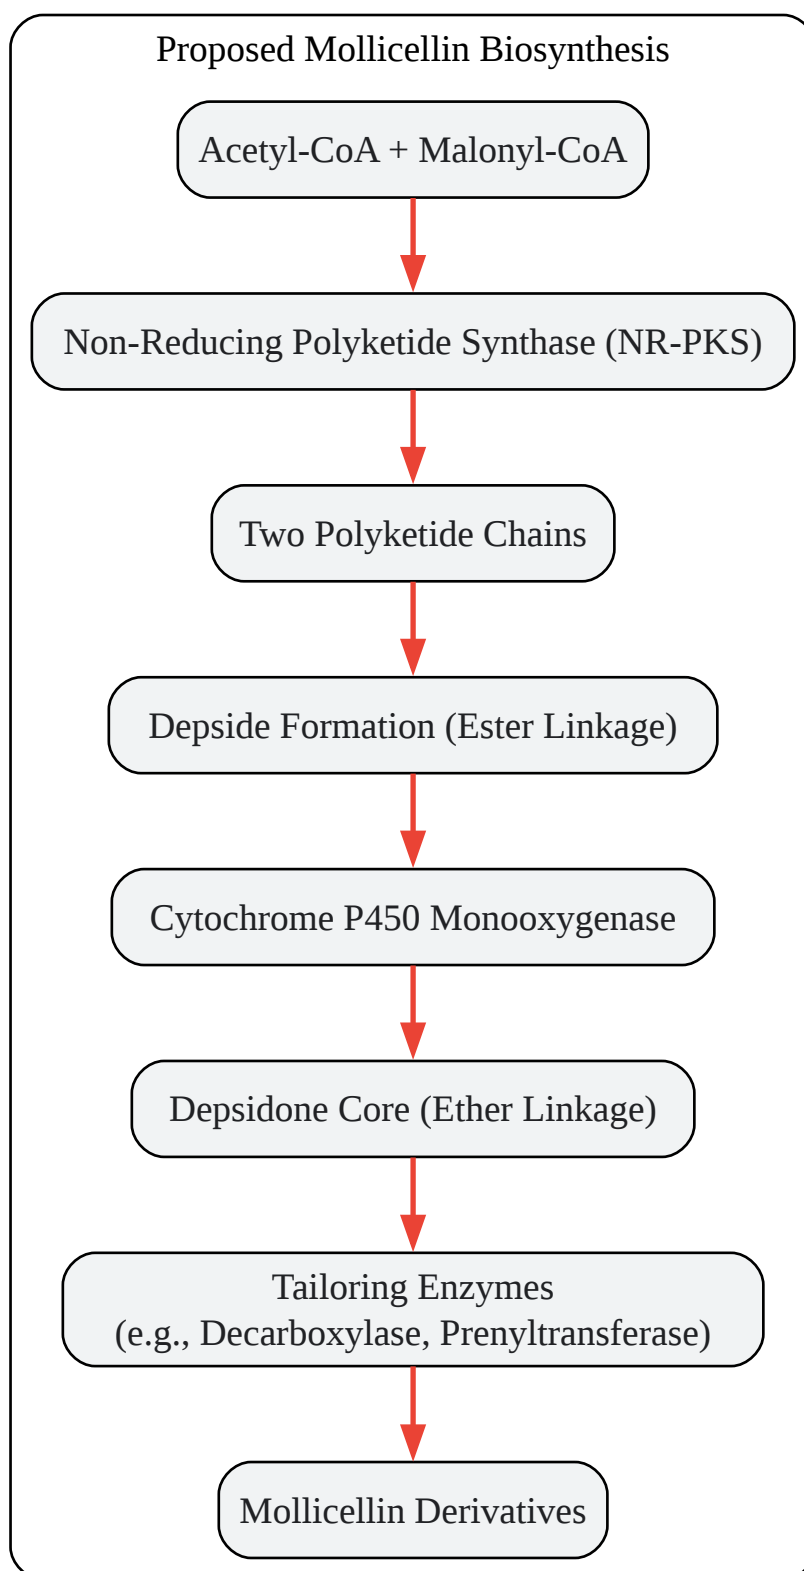 Proposed Mollicellin Biosynthesis
Acetyl-CoA + Malonyl-CoA
Non-Reducing Polyketide Synthase (NR-PKS)
Two Polyketide Chains
Depside Formation (Ester Linkage)
Cytochrome P450 Monooxygenase
Depsidone Core (Ether Linkage)
Tailoring Enzymes
(e.g., Decarboxylase, Prenyltransferase)
Mollicellin Derivatives